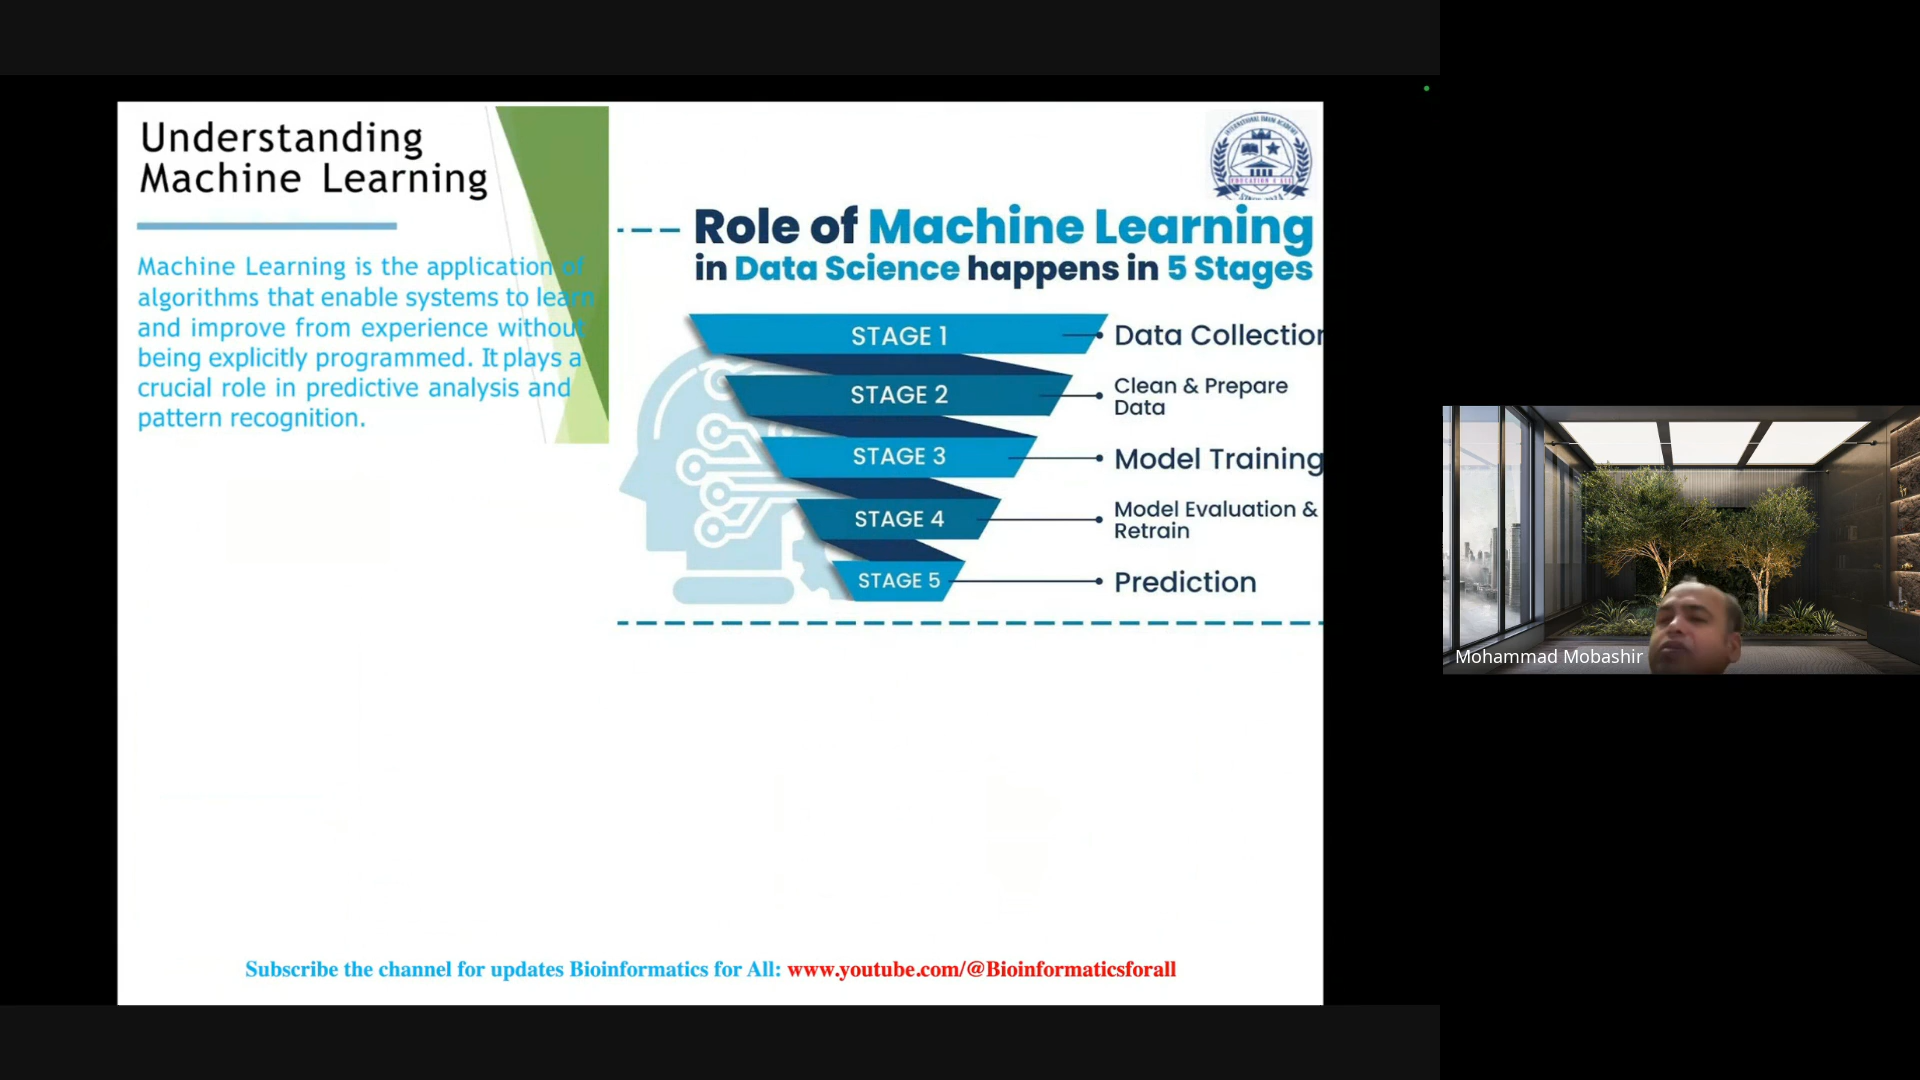 Understanding
Machine Learning
Machine Learning is the application of
algorithms that enable systems to learn
and improve from experience without
being explicitly programmed. It plays a
crucial role in predictive analysis and
pattern recognition.
Role of Machine Learning
in Data Science happens in 5 Stages
STAGE 1
Data Collection
STAGE 2
Clean & Prepare
Data
STAGE 3
Model Training
STAGE 4
Model Evaluation &
Retrain
STAGE 5
Prediction
Subscribe the channel for updates Bioinformatics for All: www.youtube.com/@Bioinformaticsforall
Mohammad Mobashir